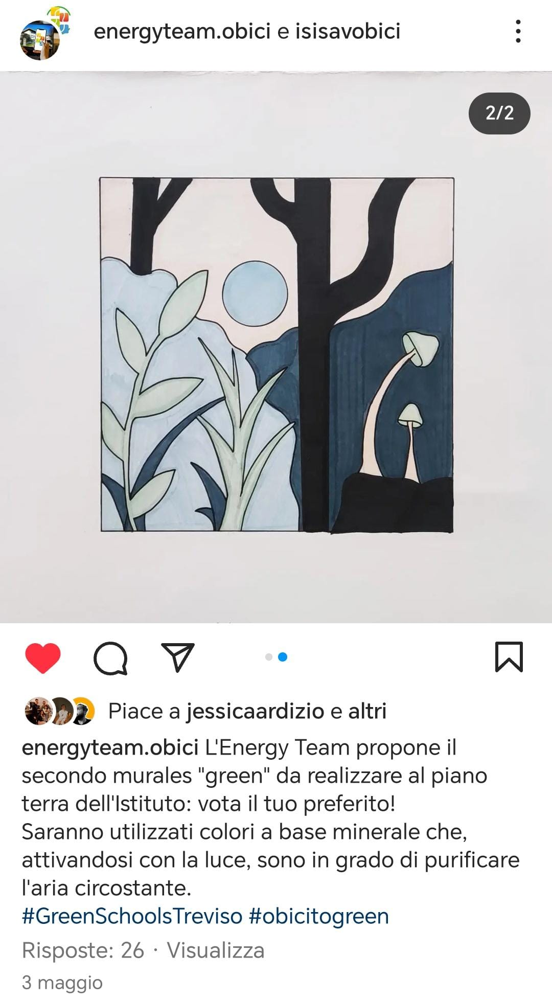 energyteam.obici e isisavobici
2/2
Piace a jessicaardizio e altri
energyteam.obici L'Energy Team propone il
secondo murales "green" da realizzare al piano
terra dell'Istituto: vota il tuo preferito!
Saranno utilizzati colori a base minerale che,
attivandosi con la luce, sono in grado di purificare
l'aria circostante.
#GreenSchoolsTreviso #obicitogreen
Risposte: 26 · Visualizza
3 maggio